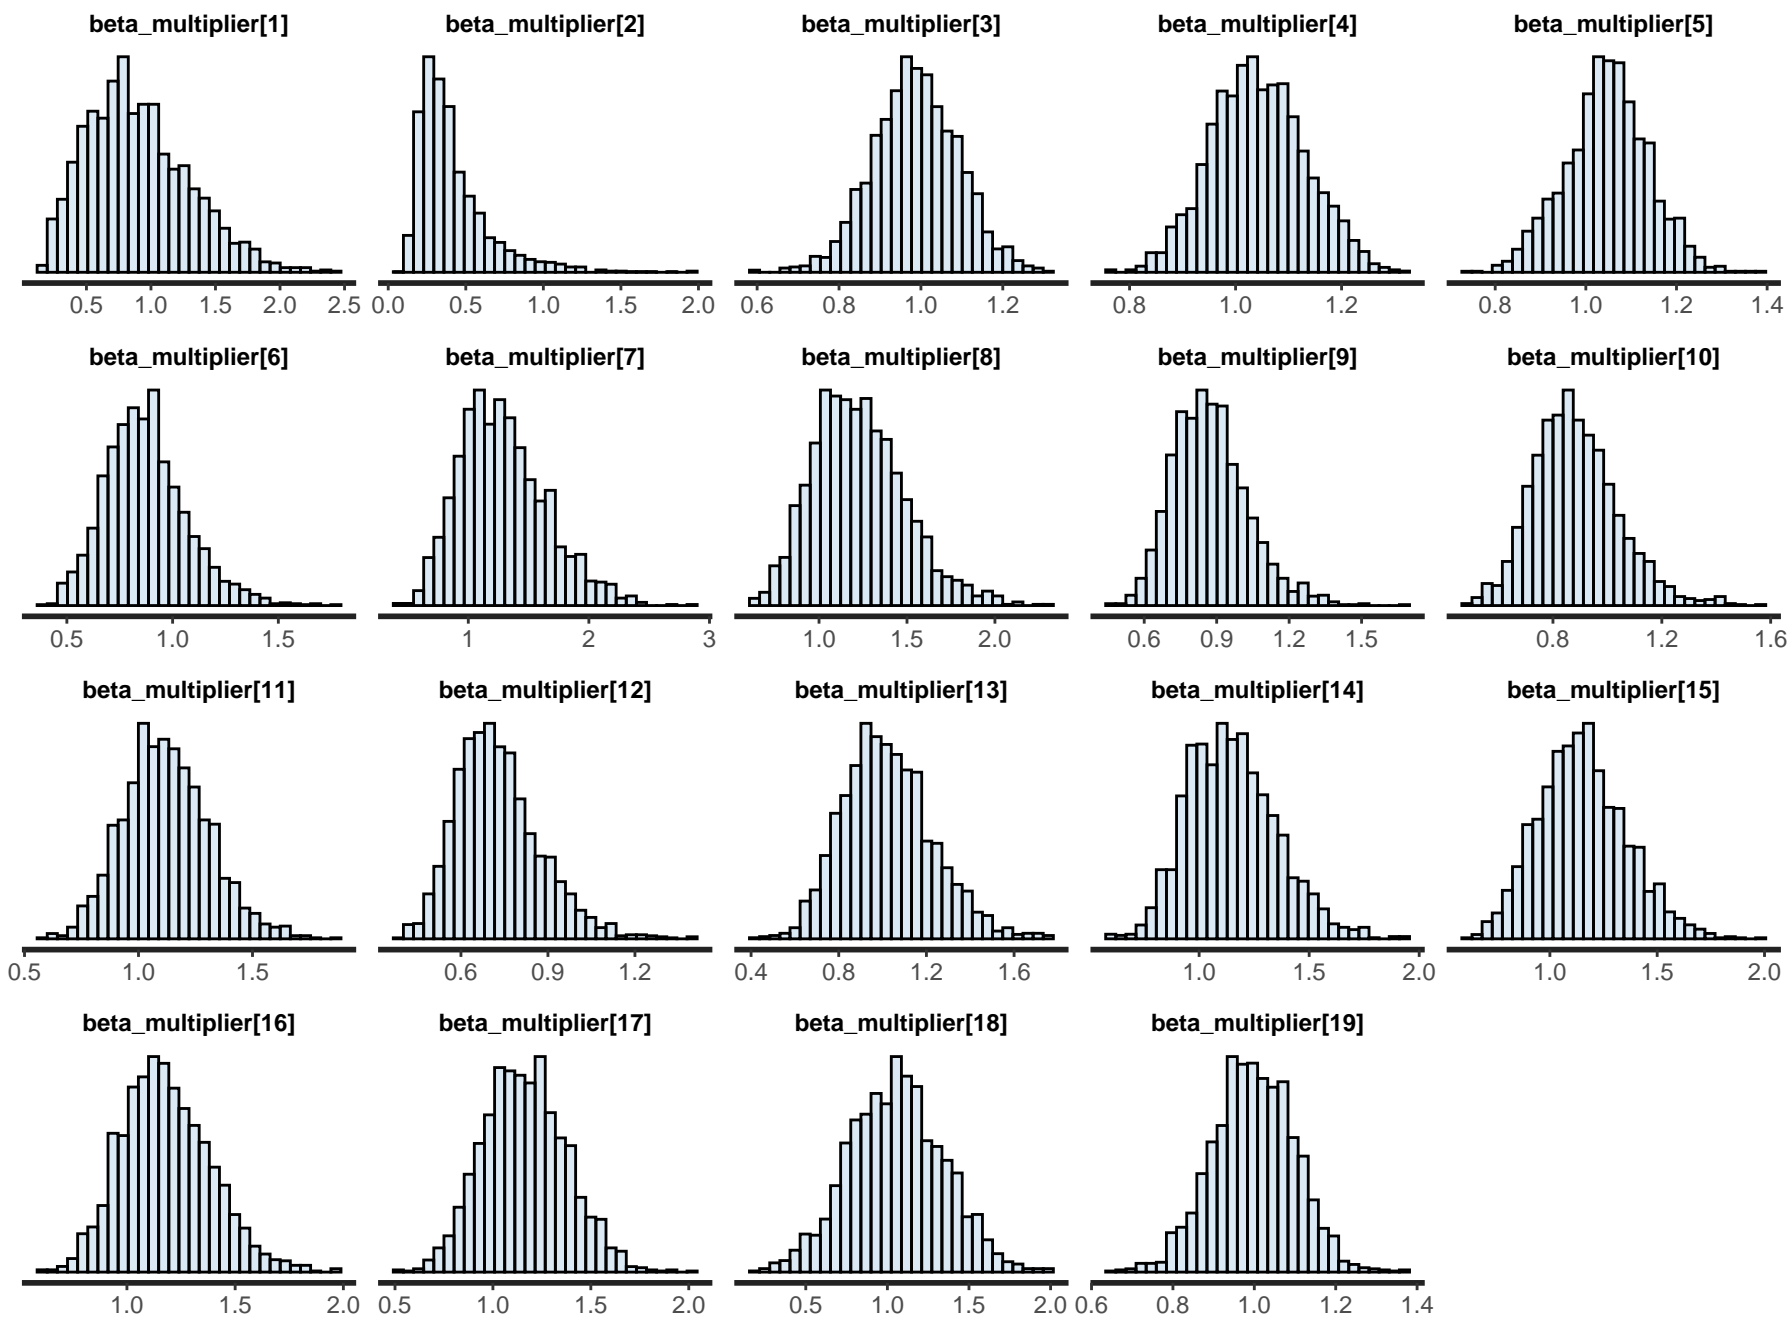 beta_multiplier[1] beta_multiplier[2] beta_multiplier[3] beta_multiplier[4] beta_multiplier[5]
0.5 1.0 1.5 2.0 2.5 0.0 0.5 1.0 1.5 2.0 0.6 0.8 1.0 1.2 0.8 1.0 1.2 0.8 1.0 1.2 1.4
beta_multiplier[6] beta_multiplier[7] beta_multiplier[8] beta_multiplier[9] beta_multiplier[10]
0.5 1.0 1.5 1 2 3 1.0 1.5 2.0 0.6 0.9 1.2 1.5 0.8 1.2 1.6
beta_multiplier[11] beta_multiplier[12] beta_multiplier[13] beta_multiplier[14] beta_multiplier[15]
0.5 1.0 1.5 0.6 0.9 1.2 0.4 0.8 1.2 1.6 1.0 1.5 2.0 1.0 1.5 2.0
beta_multiplier[16] beta_multiplier[17] beta_multiplier[18] beta_multiplier[19]
1.0 1.5 2.0 0.5 1.0 1.5 2.0 0.5 1.0 1.5 2.0 0.6 0.8 1.0 1.2 1.4